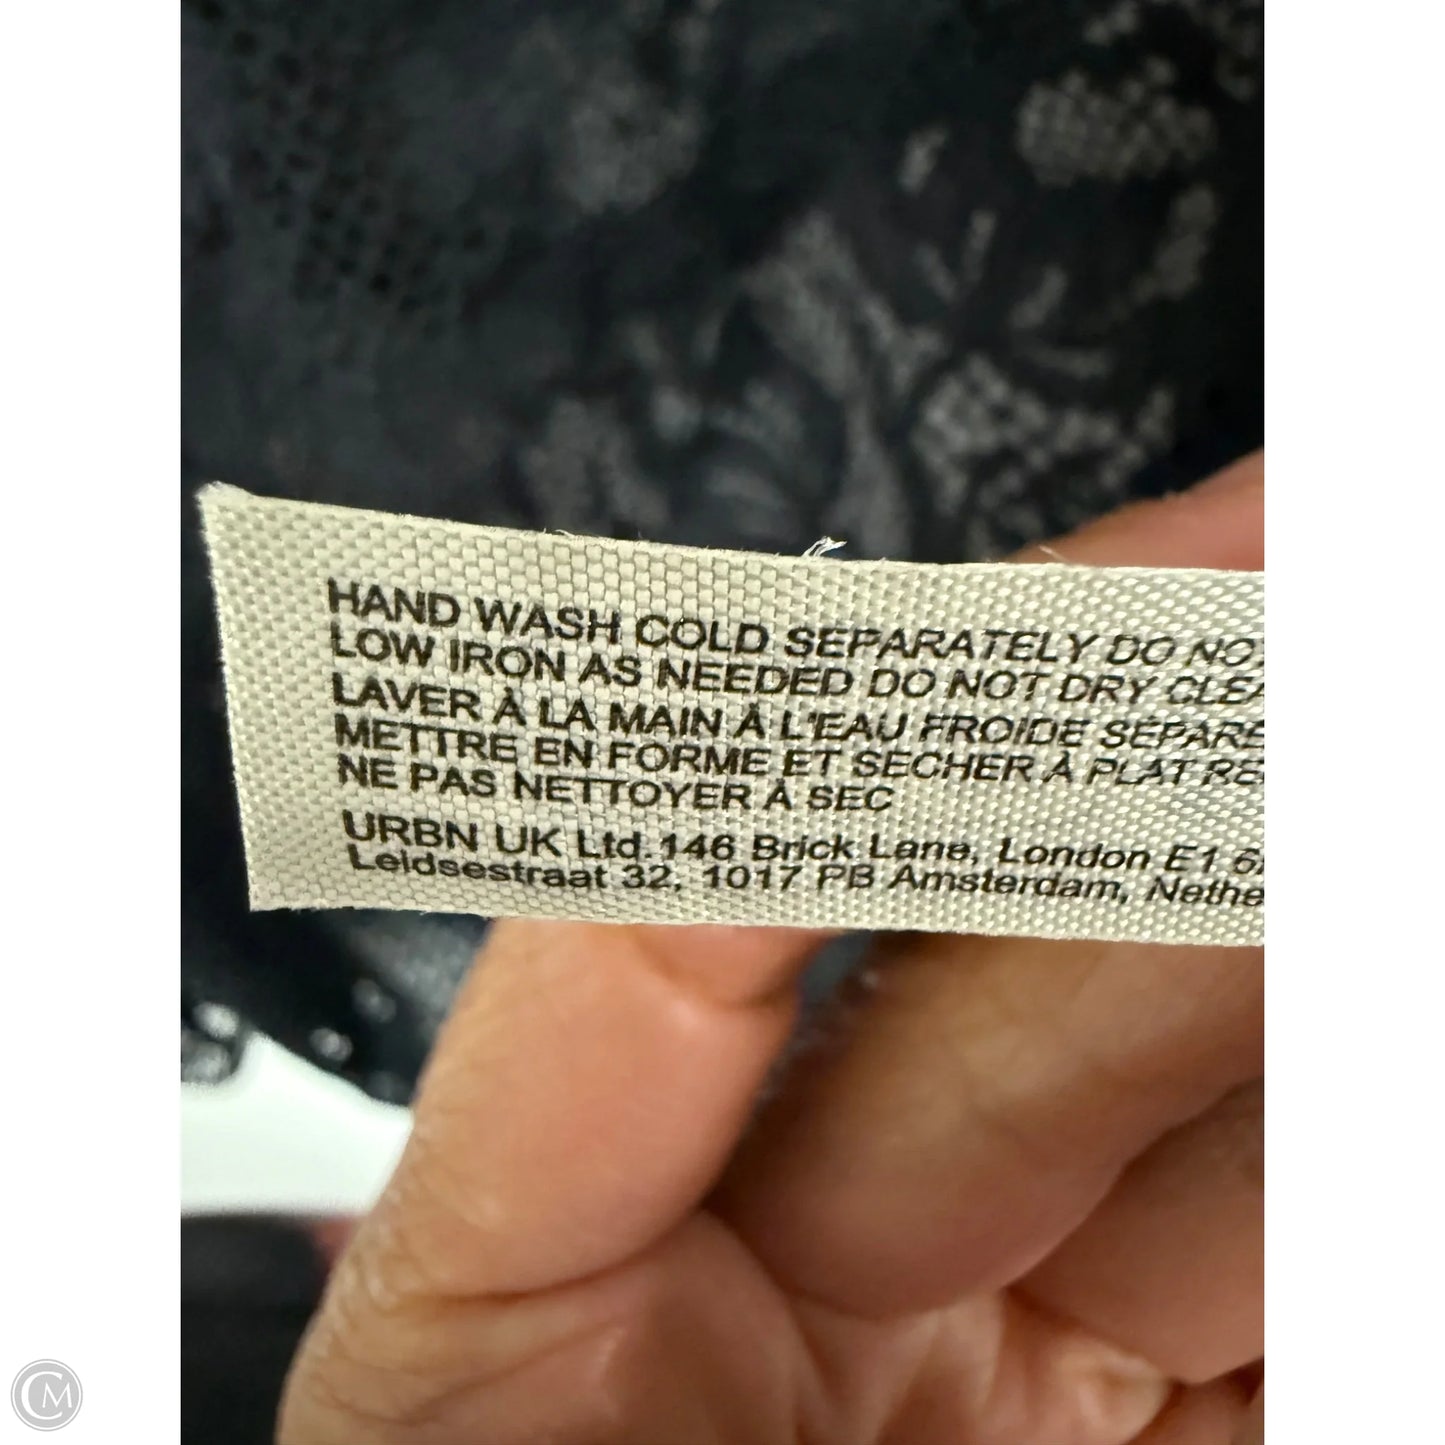 HAND WASH COLD SEPARATELY DO NOT
LOW IRON AS NEEDED DO NOT DRY CLEA
LAVER À LA MAIN À L'EAU FROIDE SÉPARÉ
METTRE EN FORME ET SECHER À PLAT
NE PAS NETTOYER À SEC
URBN UK Ltd. 146 Brick Lane, London E1
Leidsestraat 32, 1017 PB Amsterdam, Nethe
CM